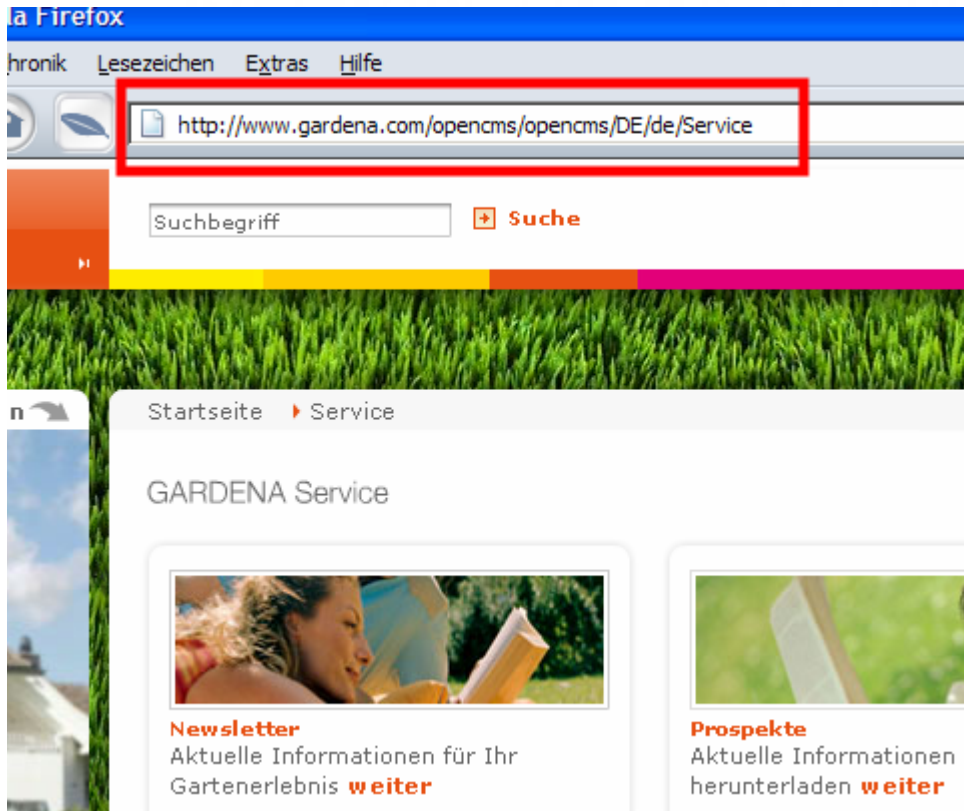 la Firefox
hronik Lesezeichen Extras Hilfe
http://www.gardena.com/opencms/opencms/DE/de/Service
Suchbegriff Suche
n
Startseite Service
GARDENA Service
Newsletter
Aktuelle Informationen für Ihr
Gartenerlebnis weiter
Prospekte
Aktuelle Informationen
herunterladen weiter